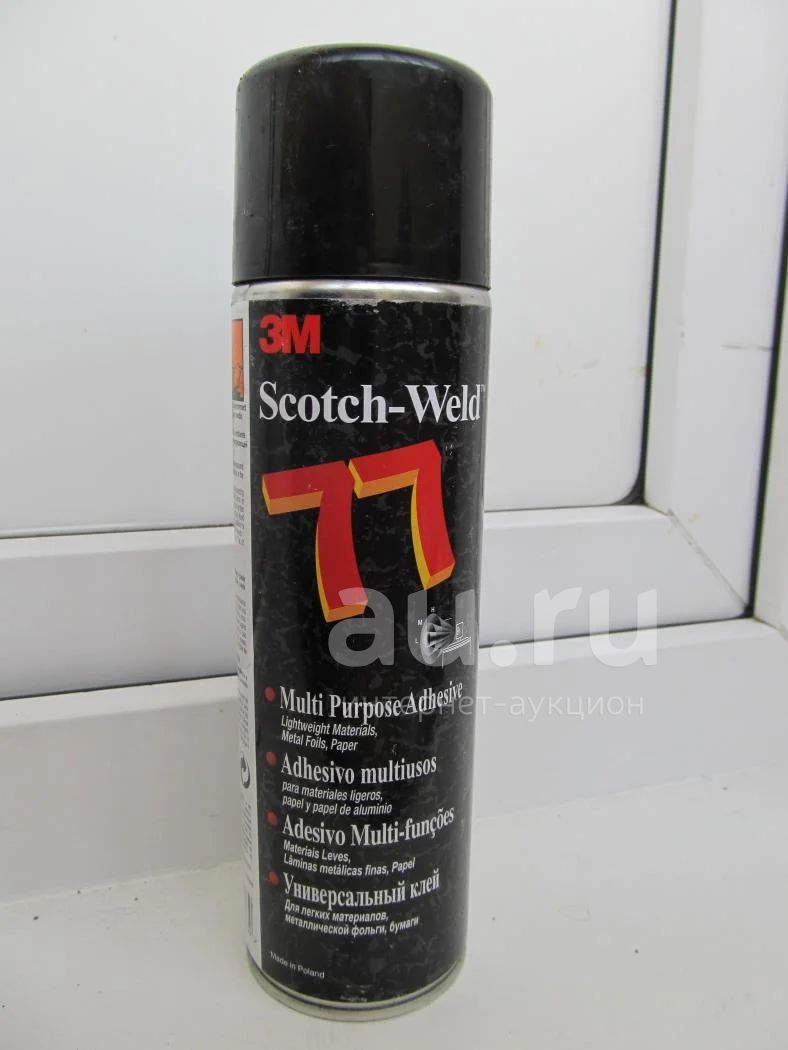 3M
Scotch-Weld™
77
H
M
L
au.ru
интернет-аукцион
• Multi Purpose Adhesive
Lightweight Materials,
Metal Foils, Paper
• Adhesivo multiusos
para materiales ligeros,
papel y papel de aluminio
• Adesivo Multi-funções
Materiais Leves,
Lâminas metálicas finas, Papel
• Универсальный клей
Для легких материалов,
металлической фольги, бумаги
Made in Poland